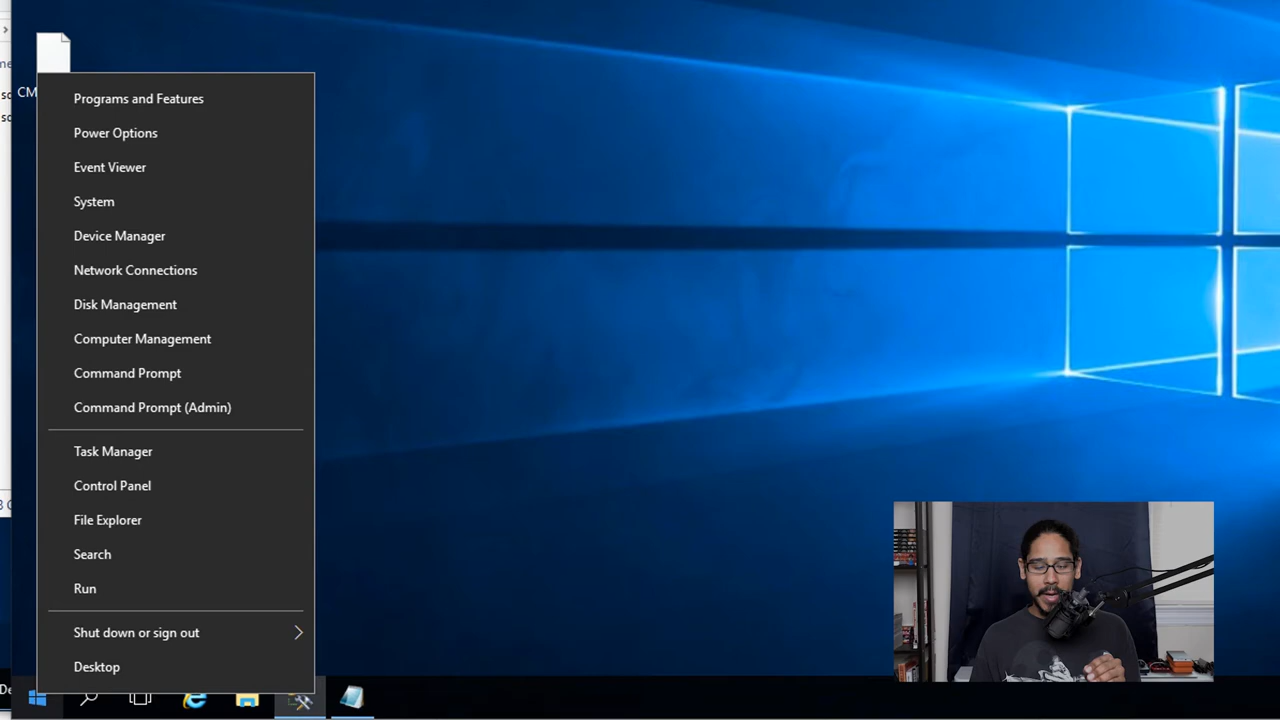 CM
Programs and Features
Power Options
Event Viewer
System
Device Manager
Network Connections
Disk Management
Computer Management
Command Prompt
Command Prompt (Admin)
Task Manager
Control Panel
File Explorer
Search
Run
Shut down or sign out
Desktop